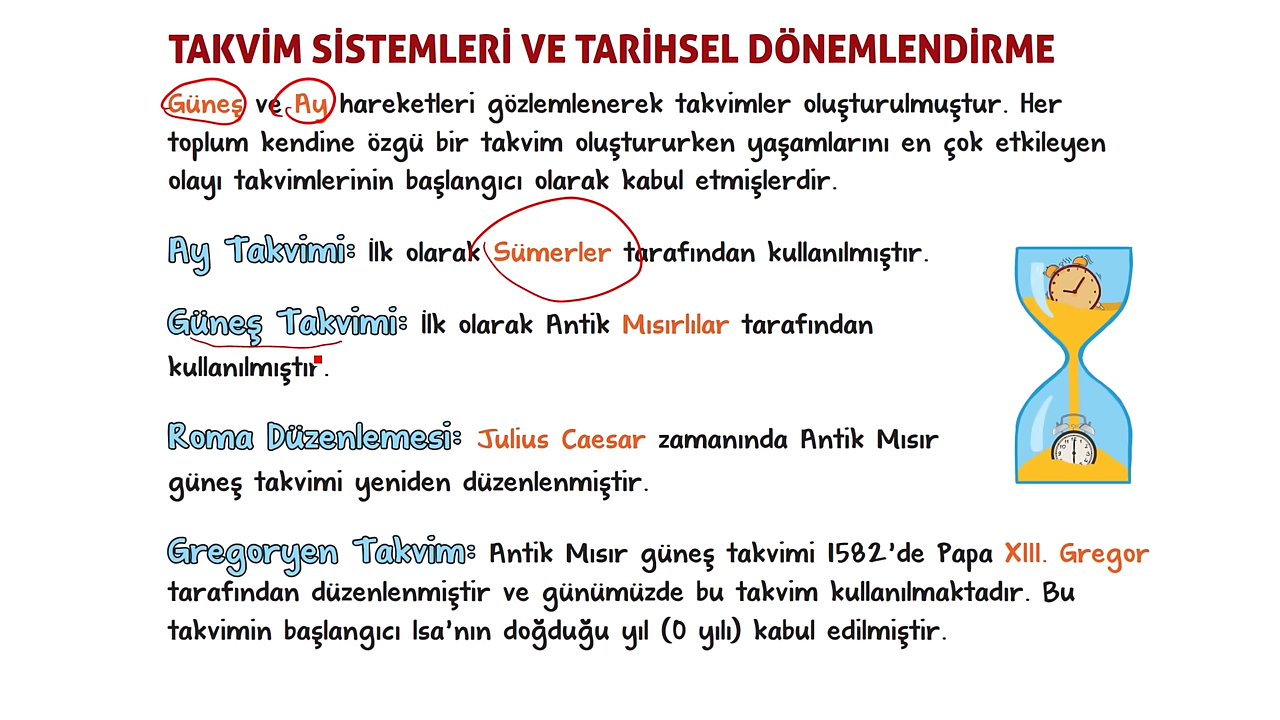 TAKVİM SİSTEMLERİ VE TARİHSEL DÖNEMLENDİRME
Güneş ve Ay hareketleri gözlemlenerek takvimler oluşturulmuştur. Her
toplum kendine özgü bir takvim oluştururken yaşamlarını en çok etkileyen
olayı takvimlerinin başlangıcı olarak kabul etmişlerdir.
Ay Takvimi: İlk olarak Sümerler tarafından kullanılmıştır.
Güneş Takvimi: İlk olarak Antik Mısırlılar tarafından
kullanılmıştır.
Roma Düzenlemesi: Julius Caesar zamanında Antik Mısır
güneş takvimi yeniden düzenlenmiştir.
Gregoryen Takvim: Antik Mısır güneş takvimi 1582'de Papa XIII. Gregor
tarafından düzenlenmiştir ve günümüzde bu takvim kullanılmaktadır. Bu
takvimin başlangıcı Isa'nın doğduğu yıl (0 yılı) kabul edilmiştir.